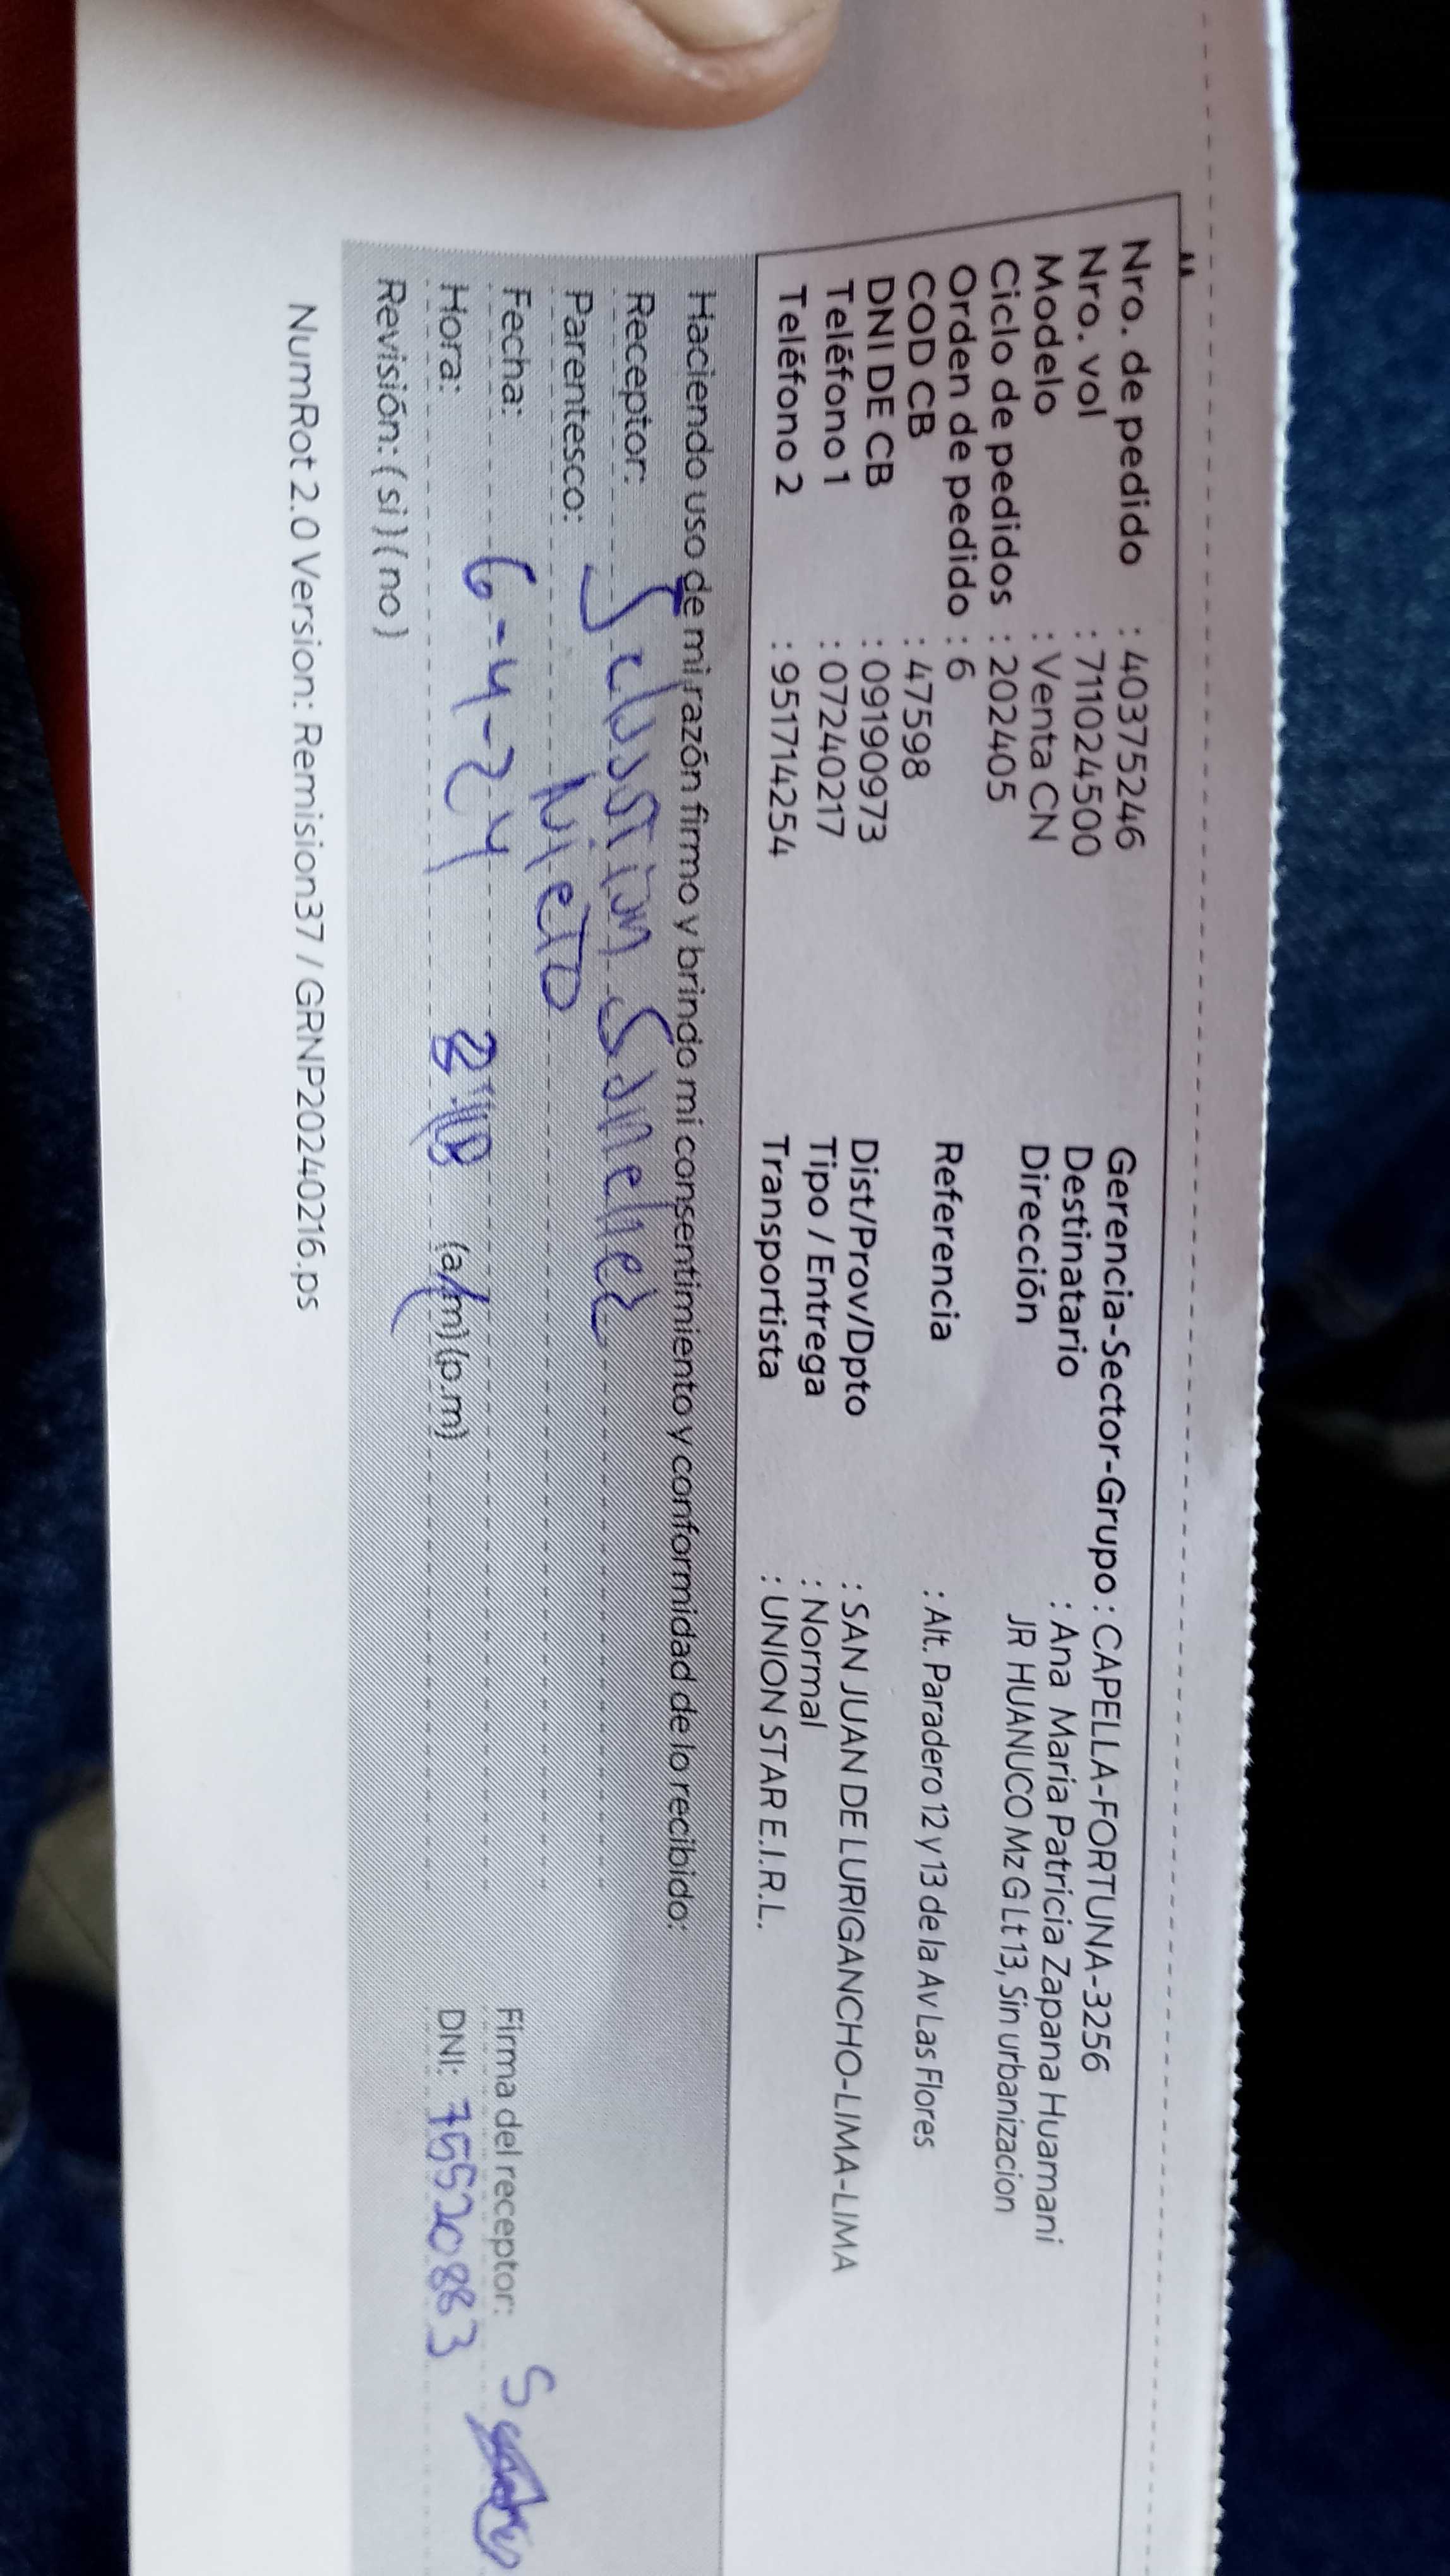 Nro. de pedido : 40375246
Nro. vol : 711024500
Modelo : Venta CN
Ciclo de pedidos : 202405
Orden de pedido : 6
COD CB : 47598
DNI DE CB : 09190973
Teléfono 1 : 07240217
Teléfono 2 : 951714254
Gerencia-Sector-Grupo : CAPELLA-FORTUNA-3256
Destinatario : Ana Maria Patricia Zapana Huamani
Dirección JR HUANUCO Mz G Lt 13, Sin urbanizacion
Referencia : Alt. Paradero 12 y 13 de la Av Las Flores
Dist/Prov/Dpto : SAN JUAN DE LURIGANCHO-LIMA-LIMA
Tipo / Entrega : Normal
Transportista : UNION STAR E.I.R.L.
Haciendo uso de mi razón firmo y brindo mi consentimiento y conformidad de lo recibido:
Receptor: Sanchez
Parentesco: Nieto
Fecha: 6-4-24
Hora: (a.m) (p.m)
Revisión: ( si ) ( no )
Firma del receptor:
DNI: 75520883
NumRot 2.0 Version: Remision37 / GRNP20240216.ps